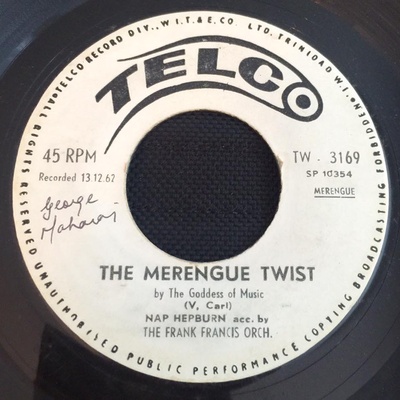 TELCO RECORD DIV., W.I.T.& E.CO LTD. TRINIDAD W.I.
TELCO
45 RPM
TW - 3169
Recorded 13.12.62
SP 10354
MERENGUE
George
THE MERENGUE TWIST
by The Goddess of Music
(V, Carl)
NAP HEPBURN acc. by
THE FRANK FRANCIS ORCH.
ALL RIGHTS RESERVED UNAUTHORISED PUBLIC PERFORMANCE COPYING BROADCASTING FORBIDDEN